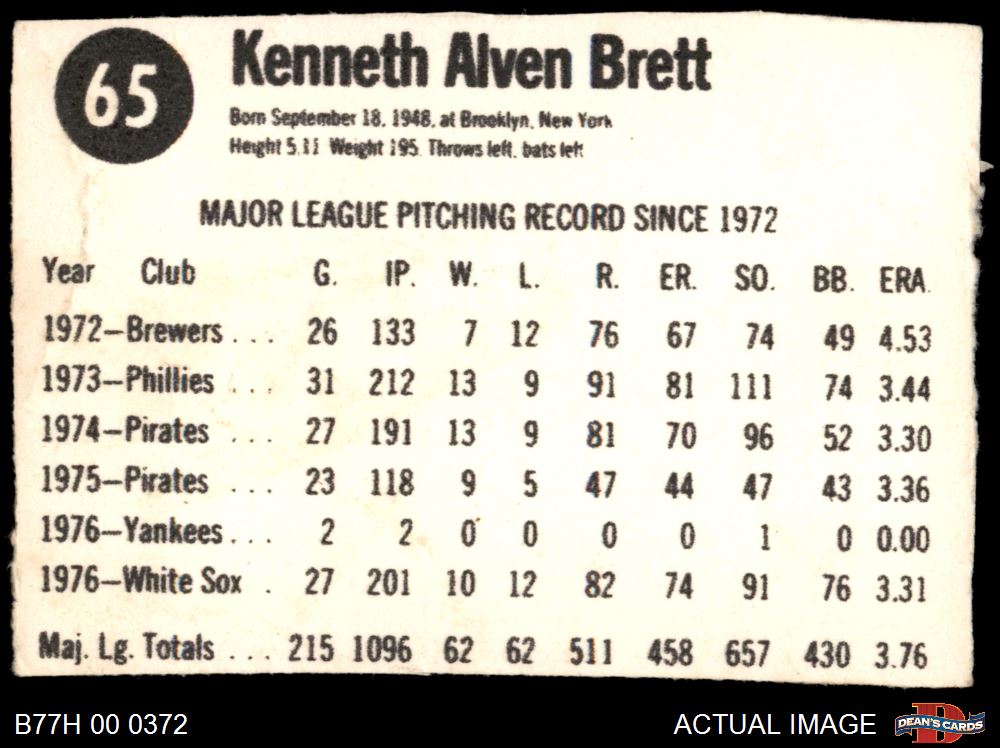 65
Kenneth Alven Brett
Born September 18, 1948, at Brooklyn, New York
Height 5.11 Weight 195 Throws left, bats left
MAJOR LEAGUE PITCHING RECORD SINCE 1972
Year Club G. IP. W. L. R. ER. SO. BB. ERA.
1972—Brewers . . . 26 133 7 12 76 67 74 49 4.53
1973—Phillies . . . 31 212 13 9 91 81 111 74 3.44
1974—Pirates . . . 27 191 13 9 81 70 96 52 3.30
1975—Pirates . . . 23 118 9 5 47 44 47 43 3.36
1976—Yankees . . . 2 2 0 0 0 0 1 0 0.00
1976—White Sox . 27 201 10 12 82 74 91 76 3.31
Maj. Lg. Totals . . . 215 1096 62 62 511 458 657 430 3.76
B77H 00 0372 ACTUAL IMAGE DEAN'S CARDS